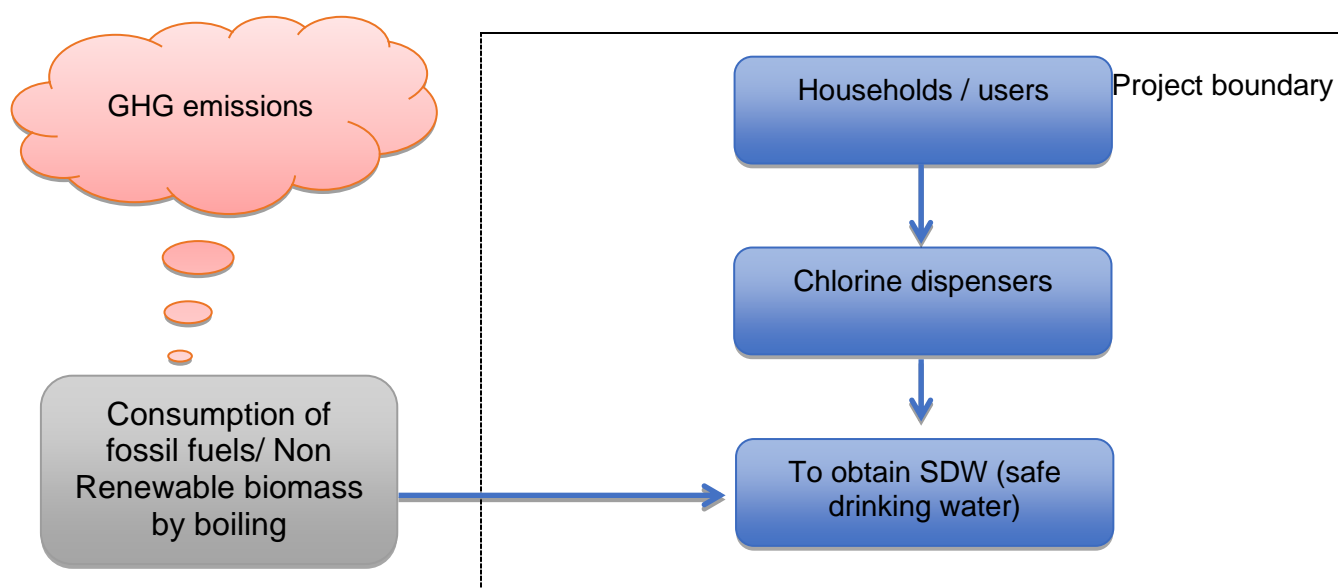 GHG emissions
Households / users
Project boundary
Chlorine dispensers
Consumption of
fossil fuels/ Non
Renewable biomass
by boiling
To obtain SDW (safe
drinking water)